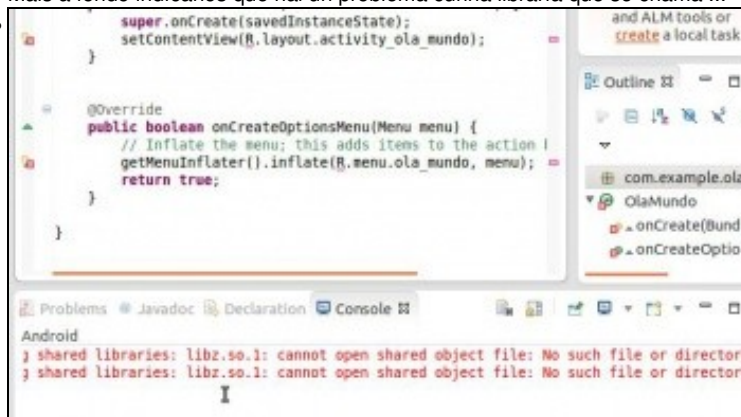 super.onCreate(savedInstanceState);
setContentView(R.layout.activity_ola_mundo);
}
@Override
public boolean onCreateOptionsMenu(Menu menu) {
// Inflate the menu; this adds items to the action
getMenuInflater().inflate(R.menu.ola_mundo, menu);
return true;
}
}
and ALM tools or
create a local task
Outline
com.example.ola
OlaMundo
onCreate(Bund
onCreateOptio
Problems Javadoc Declaration Console
Android
g shared libraries: libz.so.1: cannot open shared object file: No such file or director
g shared libraries: libz.so.1: cannot open shared object file: No such file or director